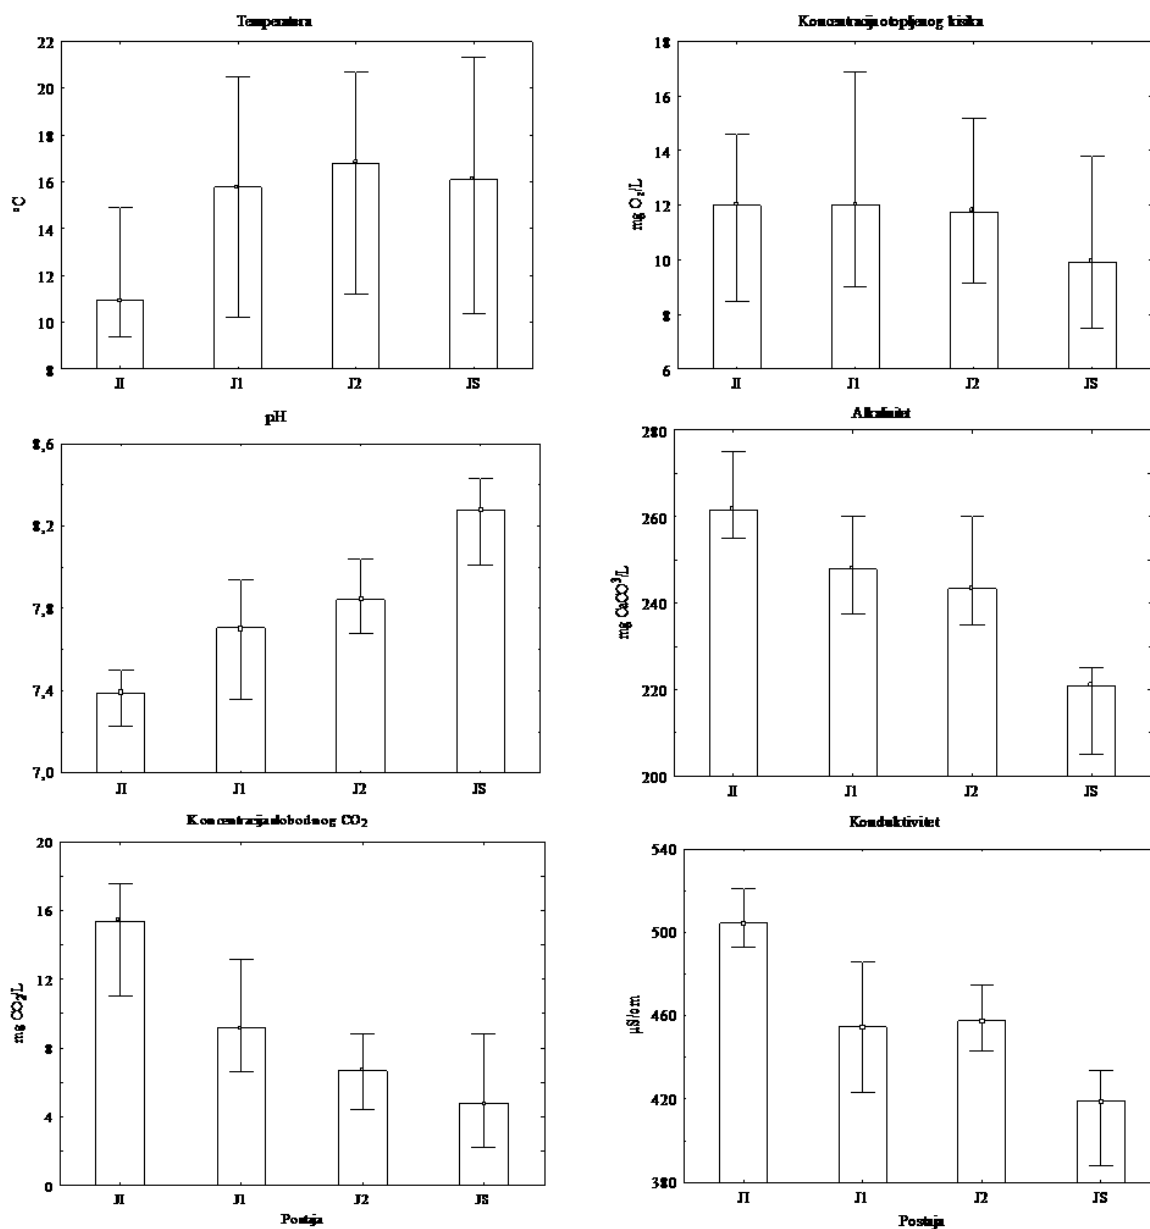 Temperatura
22
20
18
16
14
12
10
8
°C
JI J1 J2 JS
Koncentracija otopljenog kisika
18
16
14
12
10
8
6
mg O₂/L
JI J1 J2 JS
pH
8,6
8,2
7,8
7,4
7,0
JI J1 J2 JS
Alkalinitet
280
260
240
220
200
mg CaCO³/L
JI J1 J2 JS
Koncentracija slobodnog CO₂
20
16
12
8
4
0
mg CO₂/L
JI J1 J2 JS
Postaja
Konduktivitet
540
500
460
420
380
µS/cm
JI J1 J2 JS
Postaja